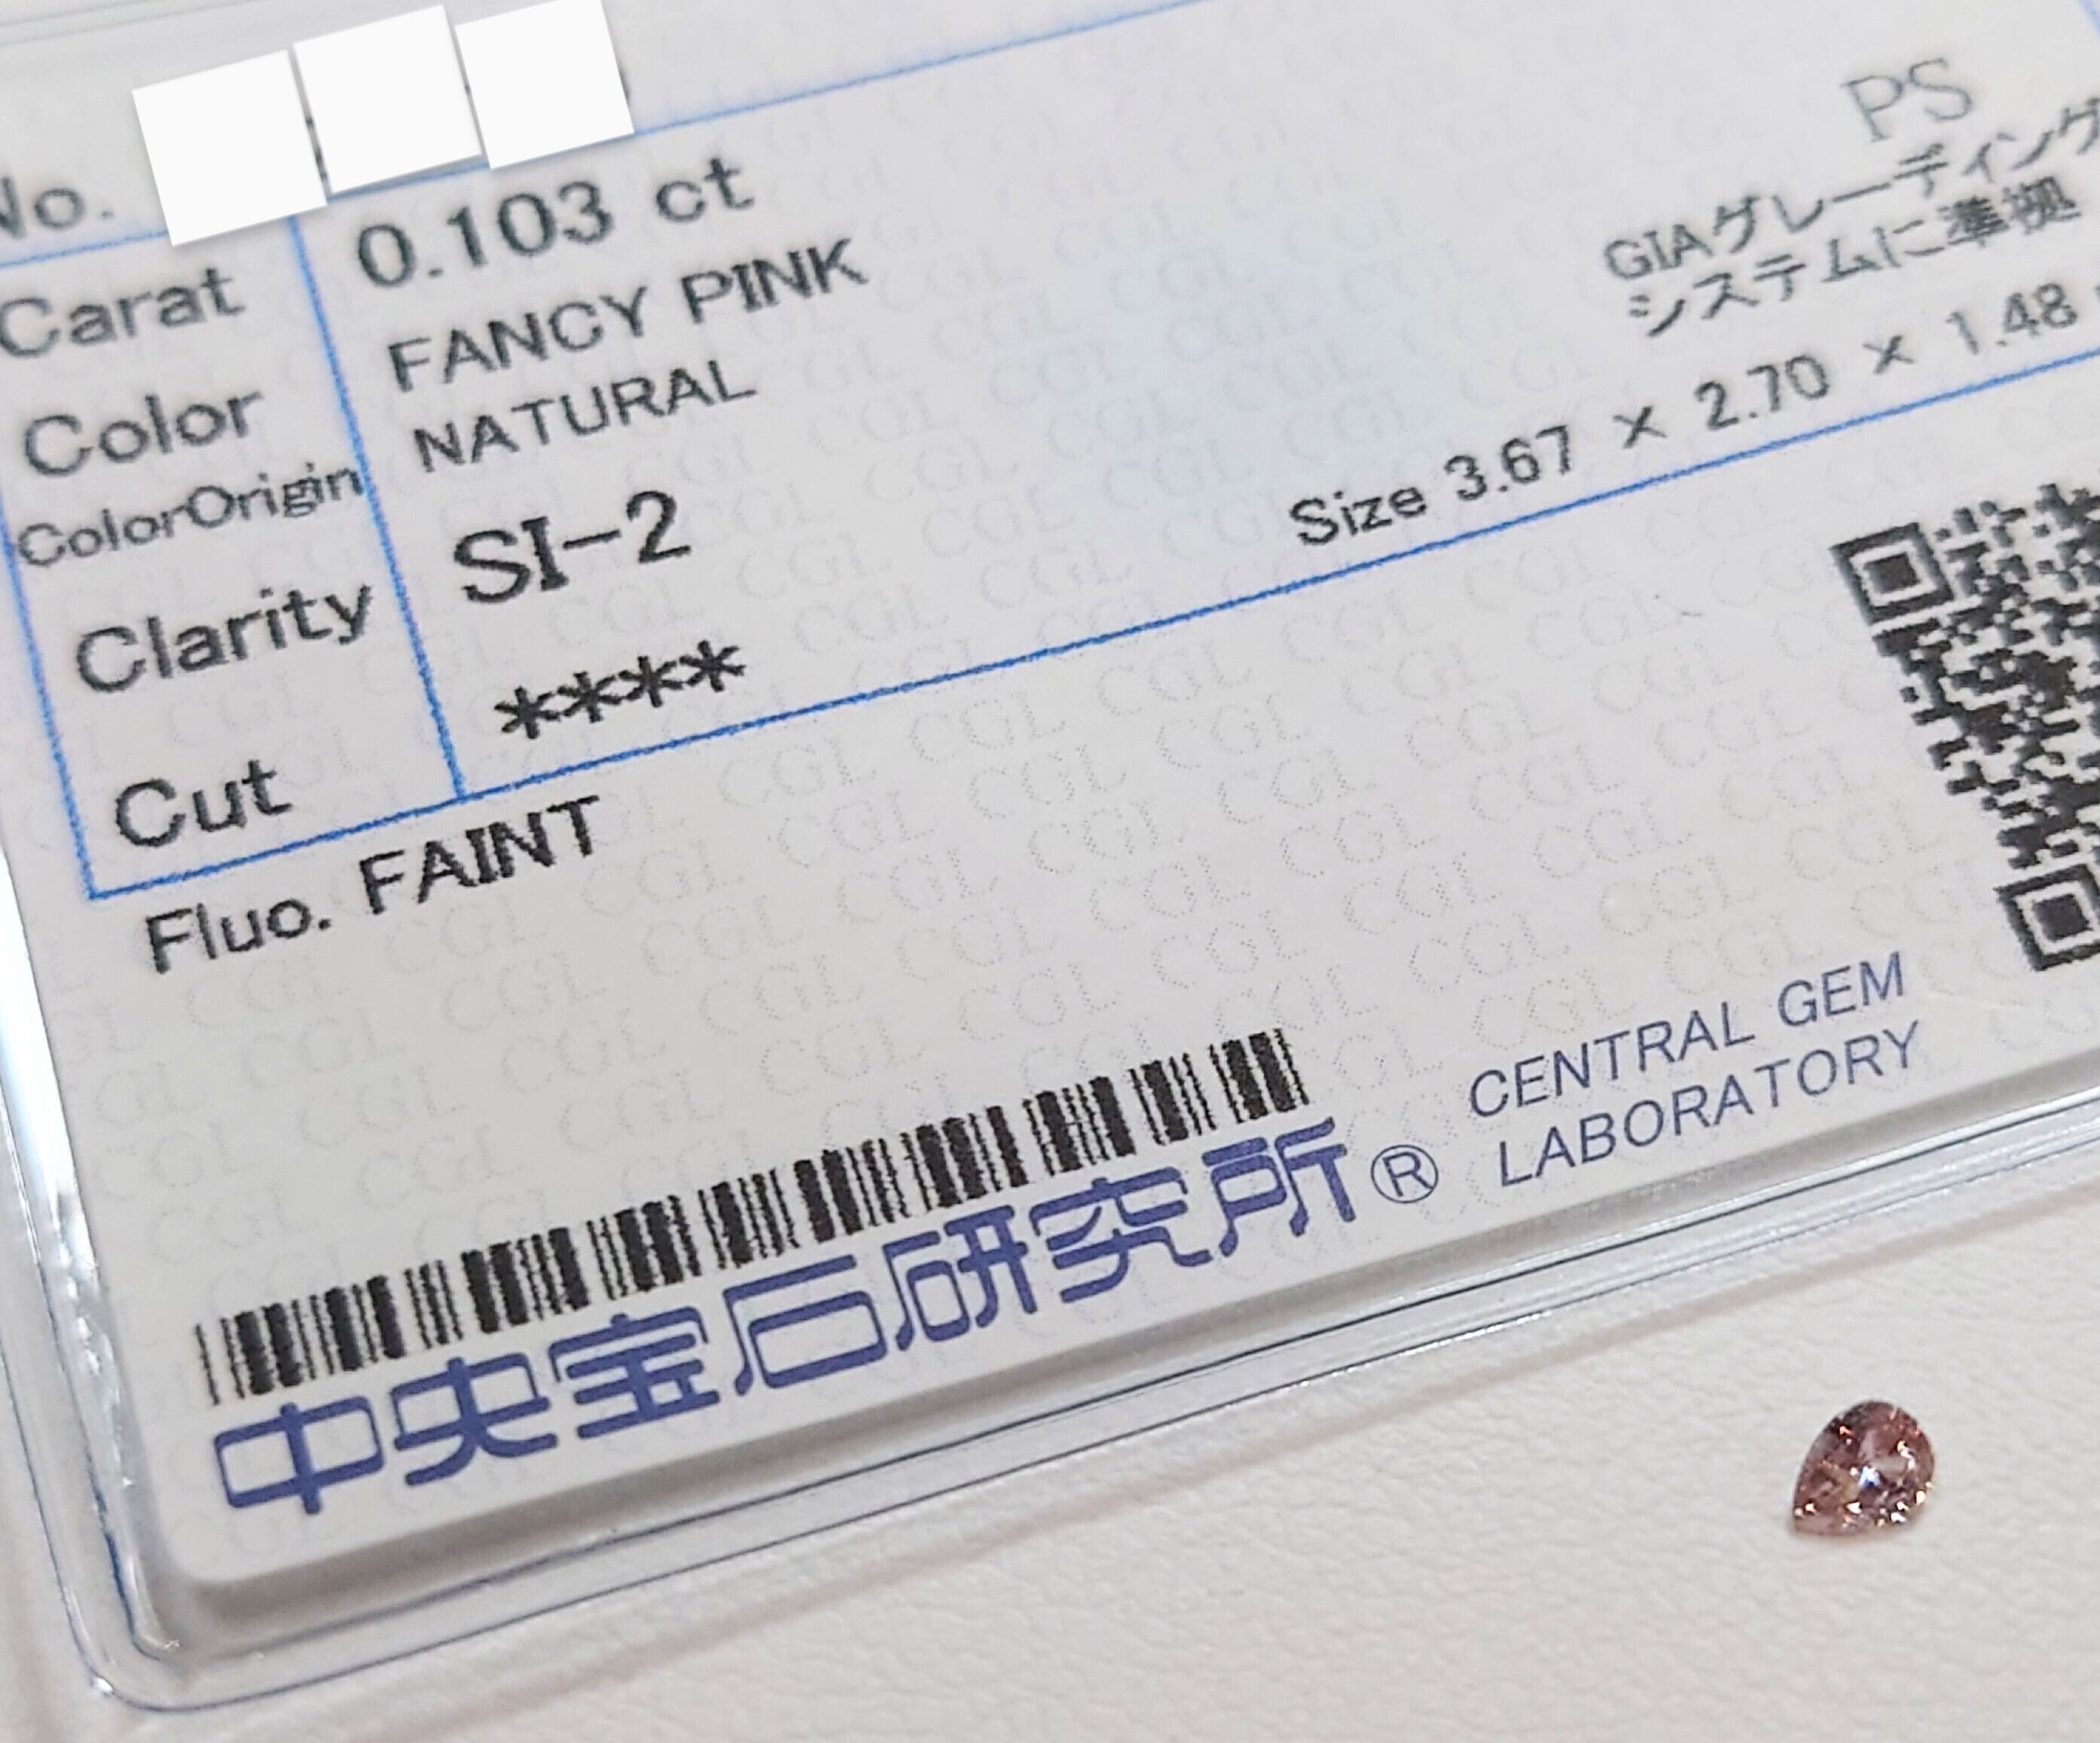 No.
PS
Carat 0.103 ct
GIAグレーディング
システムに準拠
Color FANCY PINK
ColorOrigin NATURAL
Clarity SI-2
Size 3.67 × 2.70 × 1.48
Cut ****
Fluo. FAINT
中央宝石研究所®
CENTRAL GEM
LABORATORY